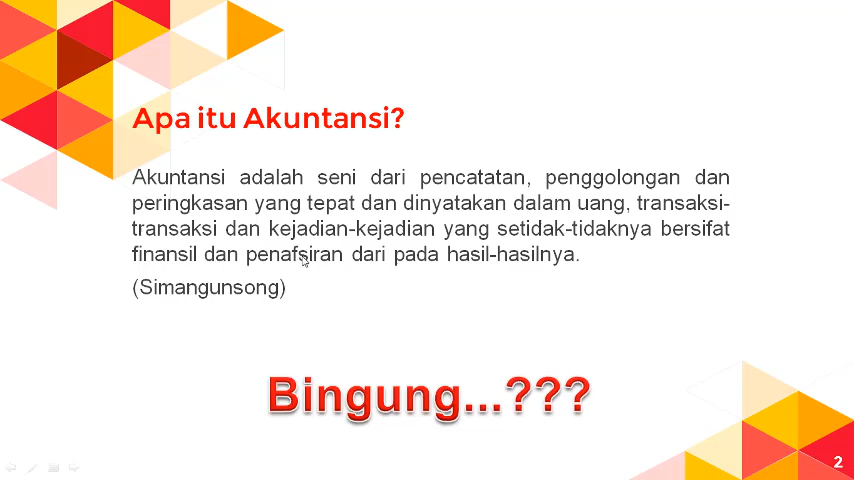 Apa itu Akuntansi?
Akuntansi adalah seni dari pencatatan, penggolongan dan
peringkasan yang tepat dan dinyatakan dalam uang, transaksi-
transaksi dan kejadian-kejadian yang setidak-tidaknya bersifat
finansil dan penafsiran dari pada hasil-hasilnya.
(Simangunsong)
Bingung...???
2